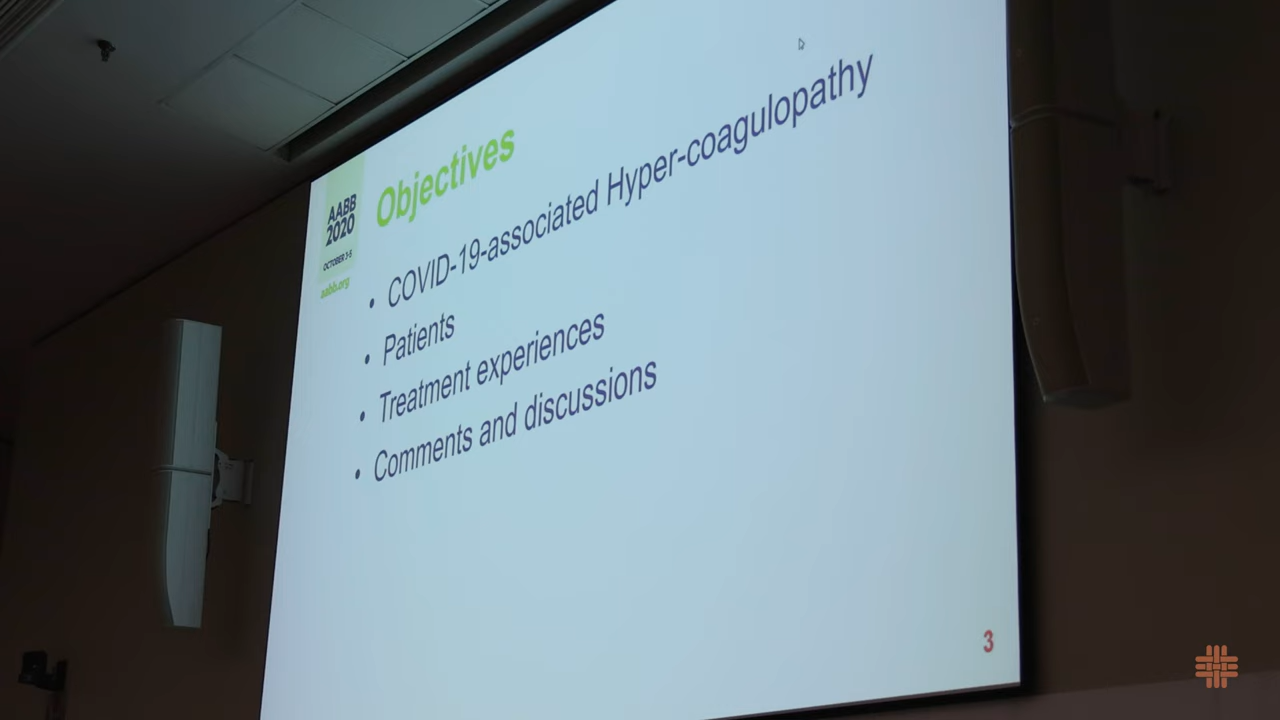 AABB
2020
OCTOBER 3-5
aabb.org
Objectives
• COVID-19-associated Hyper-coagulopathy
• Patients
• Treatment experiences
• Comments and discussions
3